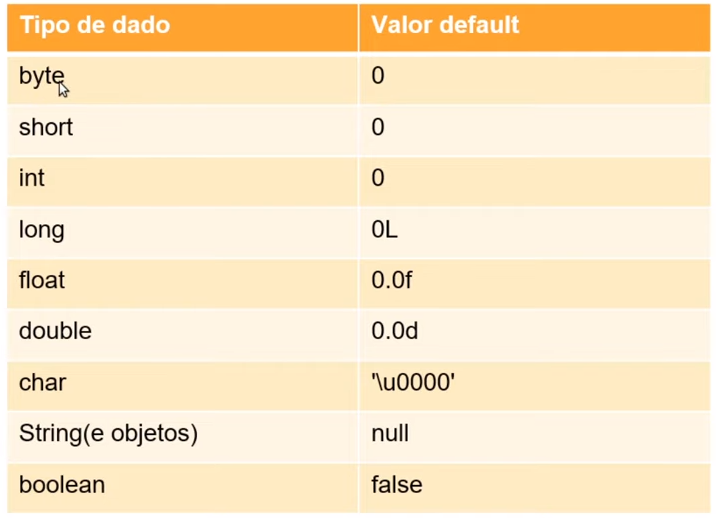 Tipo de dado Valor default
byte 0
short 0
int 0
long 0L
float 0.0f
double 0.0d
char '\u0000'
String(e objetos) null
boolean false